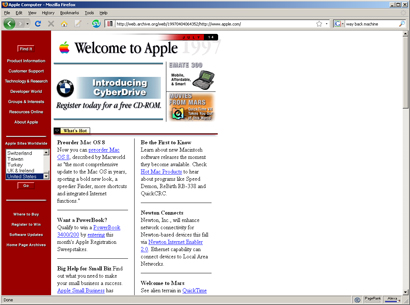 Apple Computer - Mozilla Firefox
File Edit View History Bookmarks Tools Help
http://web.archive.org/web/19970404064352/http://www.apple.com/
way back machine
Find It
Product Information
Customer Support
Technology & Research
Developer World
Groups & Interests
Resources Online
About Apple
Apple Sites Worldwide
Switzerland
Taiwan
Turkey
UK & Ireland
United States
Go
Where to Buy
Register to Win
Software Updates
Home Page Archives
JULY 14
Welcome to Apple 1997
Introducing
CyberDrive
Register today for a free CD-ROM.
EMATE 300
Mobile,
Affordable,
& Smart
MOVIES
FROM MARS
What's Hot
Preorder Mac OS 8
Now you can preorder Mac
OS 8, described by Macworld
as "the most comprehensive
update to the Mac OS in years,
sporting a bold new look, a
speedier Finder, more shortcuts
and integrated Internet
functions."
Want a PowerBook?
Qualify to win a PowerBook
3400/200 by entering this
month's Apple Registration
Sweepstakes.
Big Help for Small Biz Find
out what you need to make
your small business a success.
Apple Small Business has
Be the First to Know
Learn about new Macintosh
software releases the moment
they become available. Check
Hot Mac Products to hear
about programs like Speed
Demon, ReBirth RB-338 and
QuickCRC.
Newton Connects
Newton, Inc., will enhance
network connectivity for
Newton-based devices this fall
via Newton Internet Enabler
2.0. Ethernet capability can
connect devices to Local Area
Networks
Welcome to Mars
See alien terrain in QuickTime
Done
PageRank
Alexa